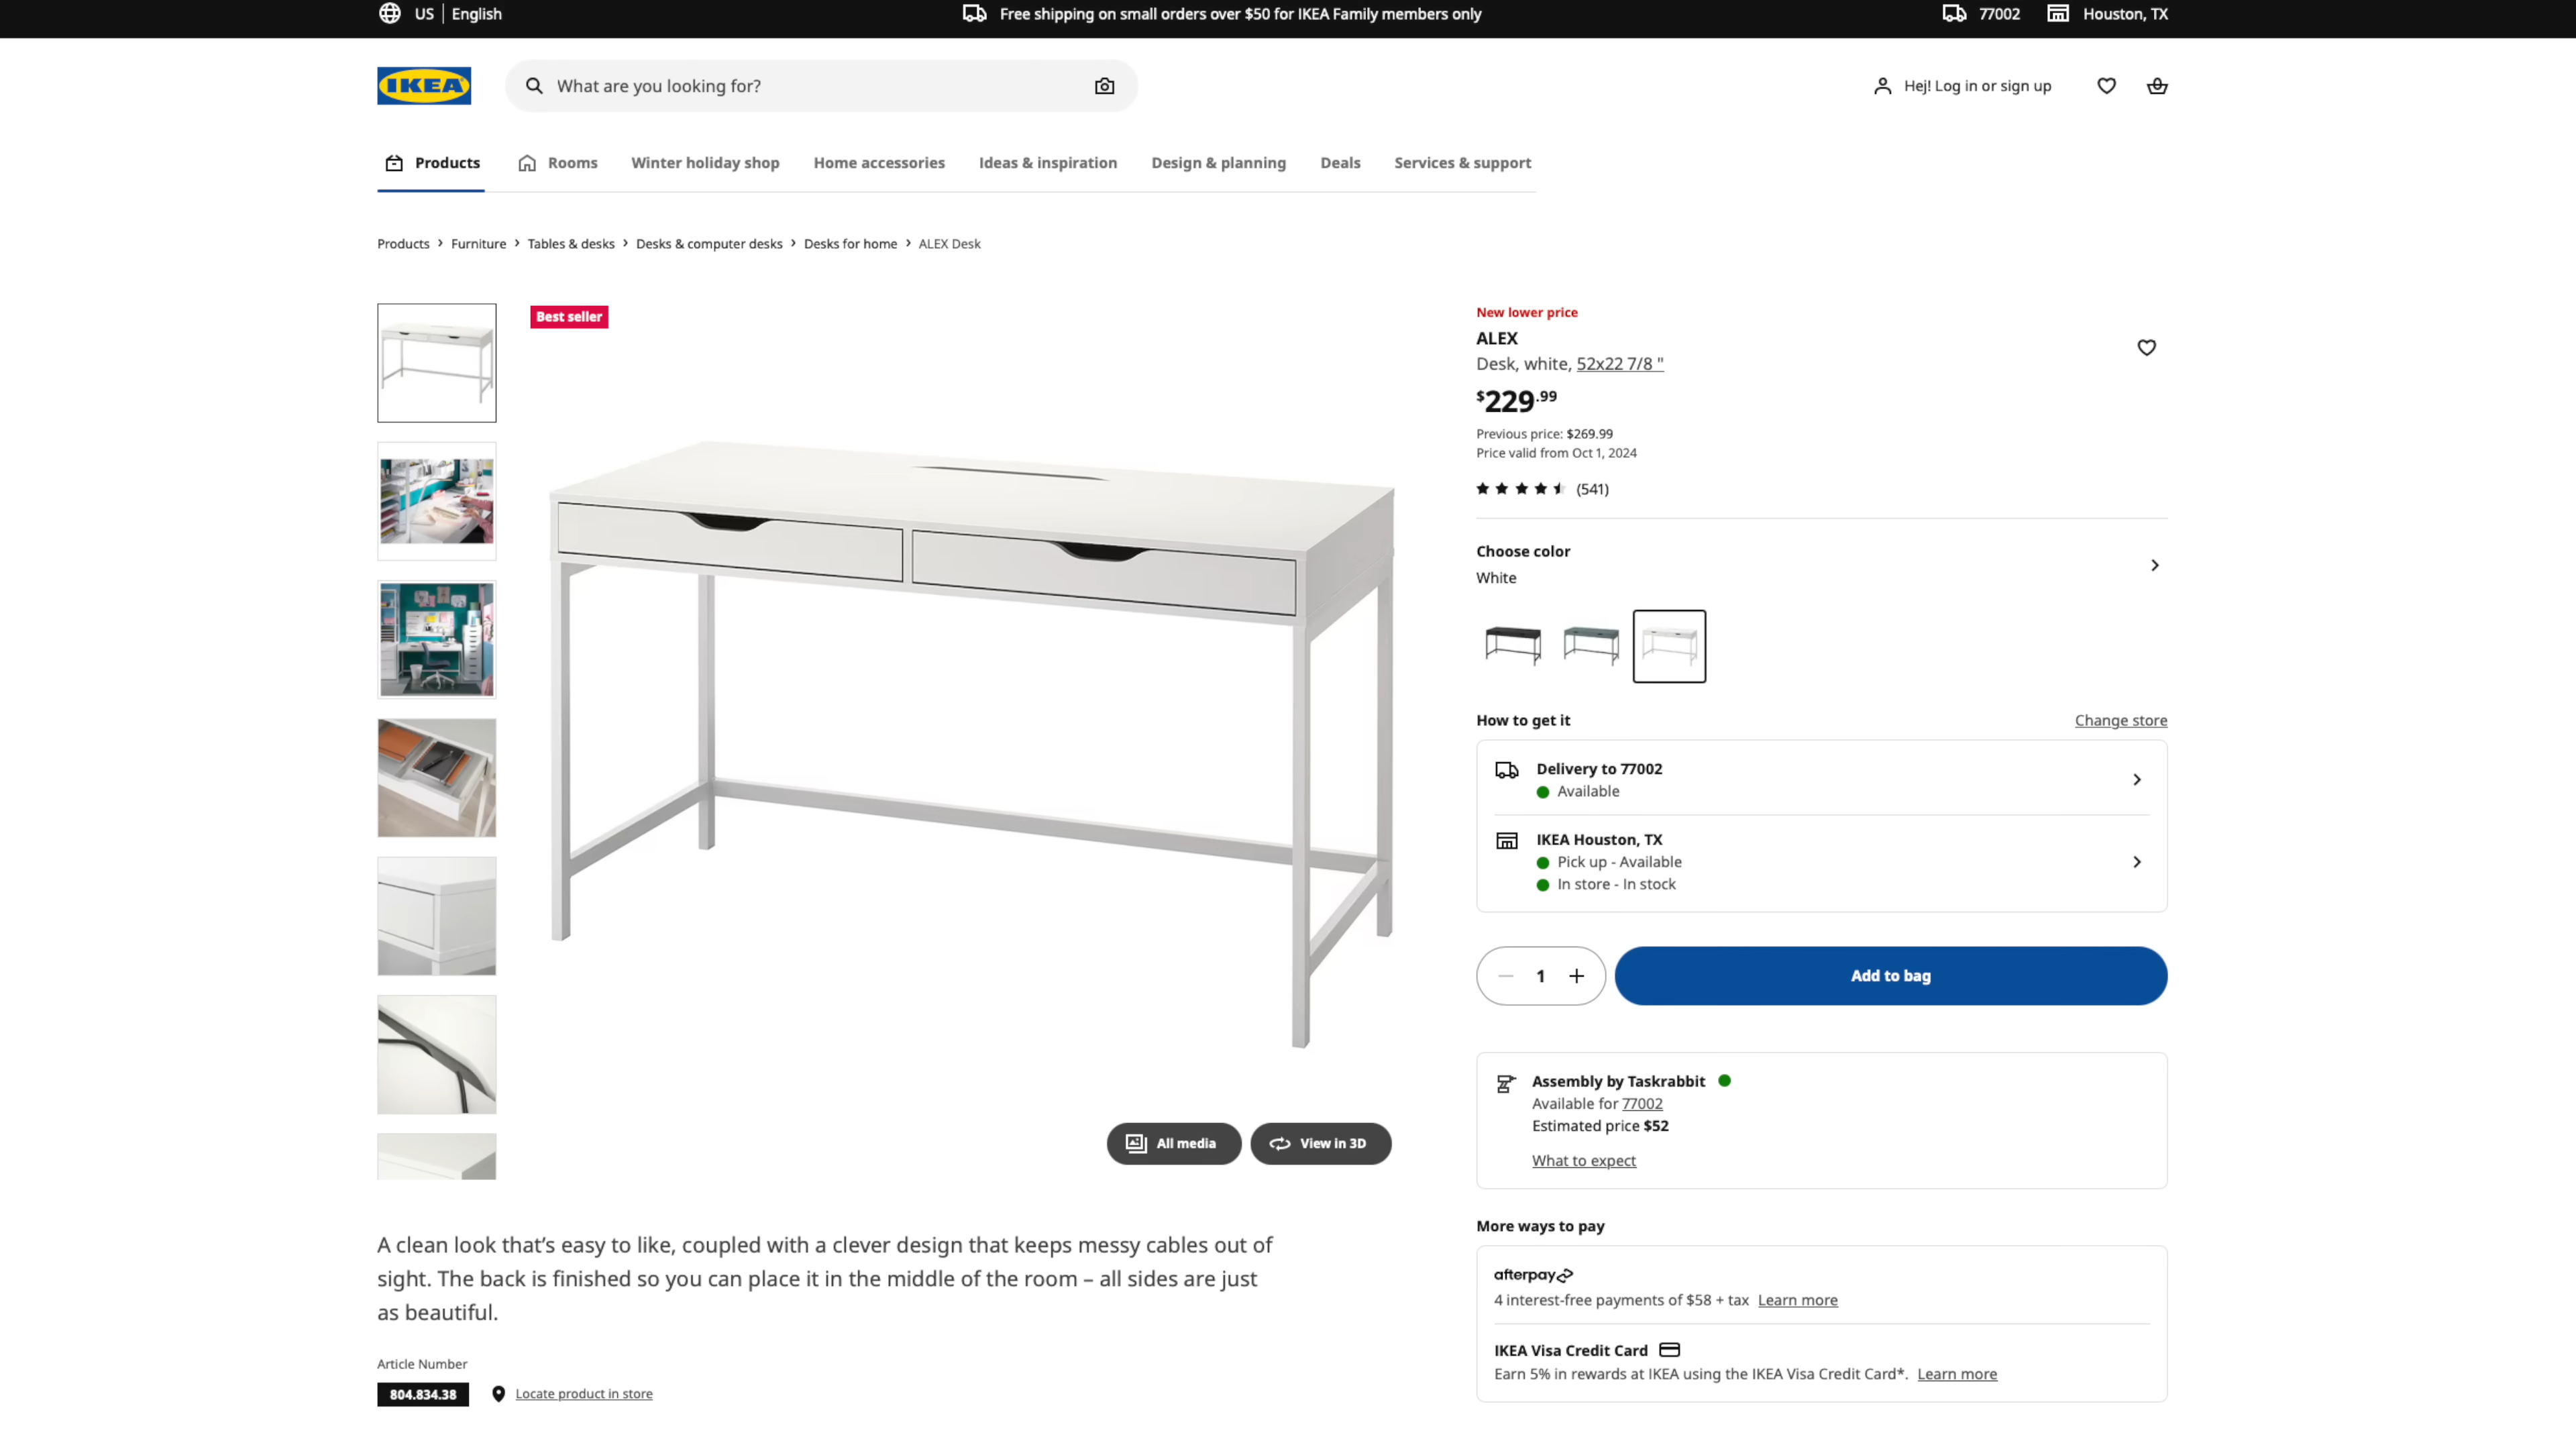 US | English
Free shipping on small orders over $50 for IKEA Family members only
77002
Houston, TX
IKEA
What are you looking for?
Hej! Log in or sign up
Products
Rooms
Winter holiday shop
Home accessories
Ideas & inspiration
Design & planning
Deals
Services & support
Products › Furniture › Tables & desks › Desks & computer desks › Desks for home › ALEX Desk
Best seller
New lower price
ALEX
Desk, white, 52x22 7/8 "
$229.99
Previous price: $269.99
Price valid from Oct 1, 2024
(541)
Choose color
White
How to get it
Change store
Delivery to 77002
Available
IKEA Houston, TX
Pick up - Available
In store - In stock
1
Add to bag
Assembly by Taskrabbit
Available for 77002
Estimated price $52
What to expect
All media
View in 3D
More ways to pay
afterpay
4 interest-free payments of $58 + tax Learn more
IKEA Visa Credit Card
Earn 5% in rewards at IKEA using the IKEA Visa Credit Card*. Learn more
A clean look that’s easy to like, coupled with a clever design that keeps messy cables out of
sight. The back is finished so you can place it in the middle of the room – all sides are just
as beautiful.
Article Number
804.834.38
Locate product in store